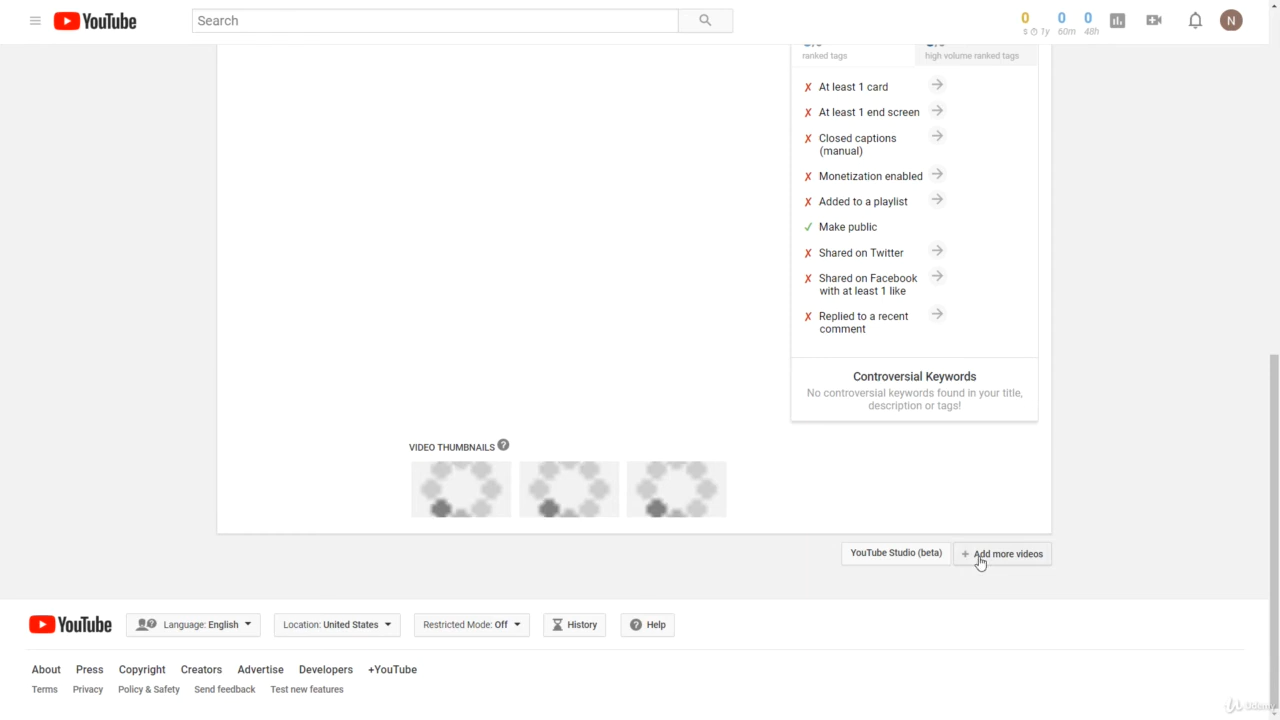 YouTube
Search
0 0 0
s 1y 60m 48h
N
ranked tags
high volume ranked tags
At least 1 card
At least 1 end screen
Closed captions
(manual)
Monetization enabled
Added to a playlist
Make public
Shared on Twitter
Shared on Facebook
with at least 1 like
Replied to a recent
comment
Controversial Keywords
No controversial keywords found in your title,
description or tags!
VIDEO THUMBNAILS ?
YouTube Studio (beta)
+ Add more videos
YouTube
Language: English
Location: United States
Restricted Mode: Off
History
Help
About Press Copyright Creators Advertise Developers +YouTube
Terms Privacy Policy & Safety Send feedback Test new features
Udemy